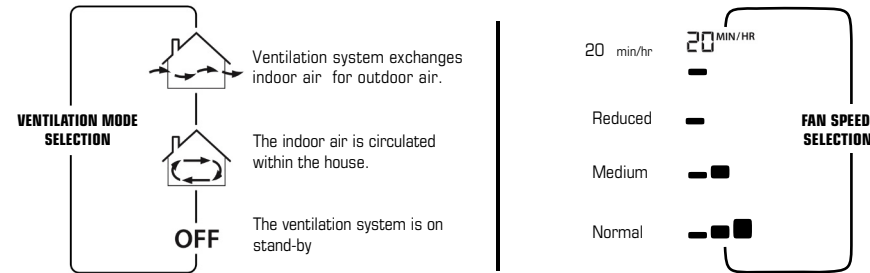 VENTILATION MODE
SELECTION
Ventilation system exchanges
indoor air for outdoor air.
The indoor air is circulated
within the house.
OFF
The ventilation system is on
stand-by
20 min/hr
20 MIN/HR
Reduced
Medium
Normal
FAN SPEED
SELECTION